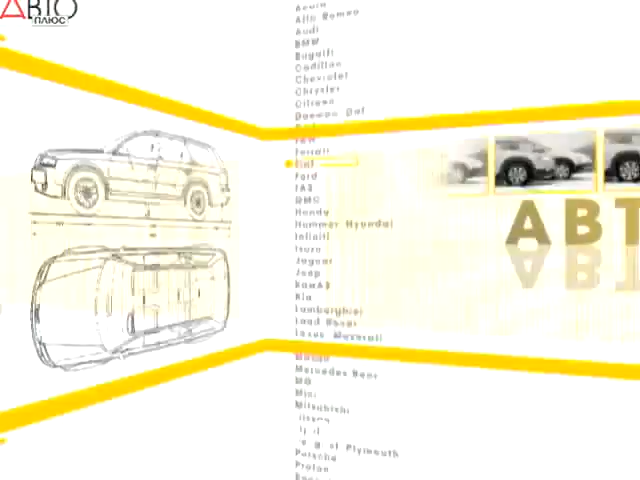 АВТО
ПЛЮС
Acura
Alfa Romeo
Audi
BMW
Bugatti
Cadillac
Chevrolet
Chrysler
Citroen
Daewoo Daf
Ferrari
Fiat
Ford
GMC
Honda
Hummer Hyundai
Infiniti
Isuzu
Jaguar
Jeep
КамАЗ
Kia
Lamborghini
Land Rover
Lexus Maserati
Mazda
Mercedes Benz
MG
Mini
Mitsubishi
Plymouth
Porsche
Proton
АВТ